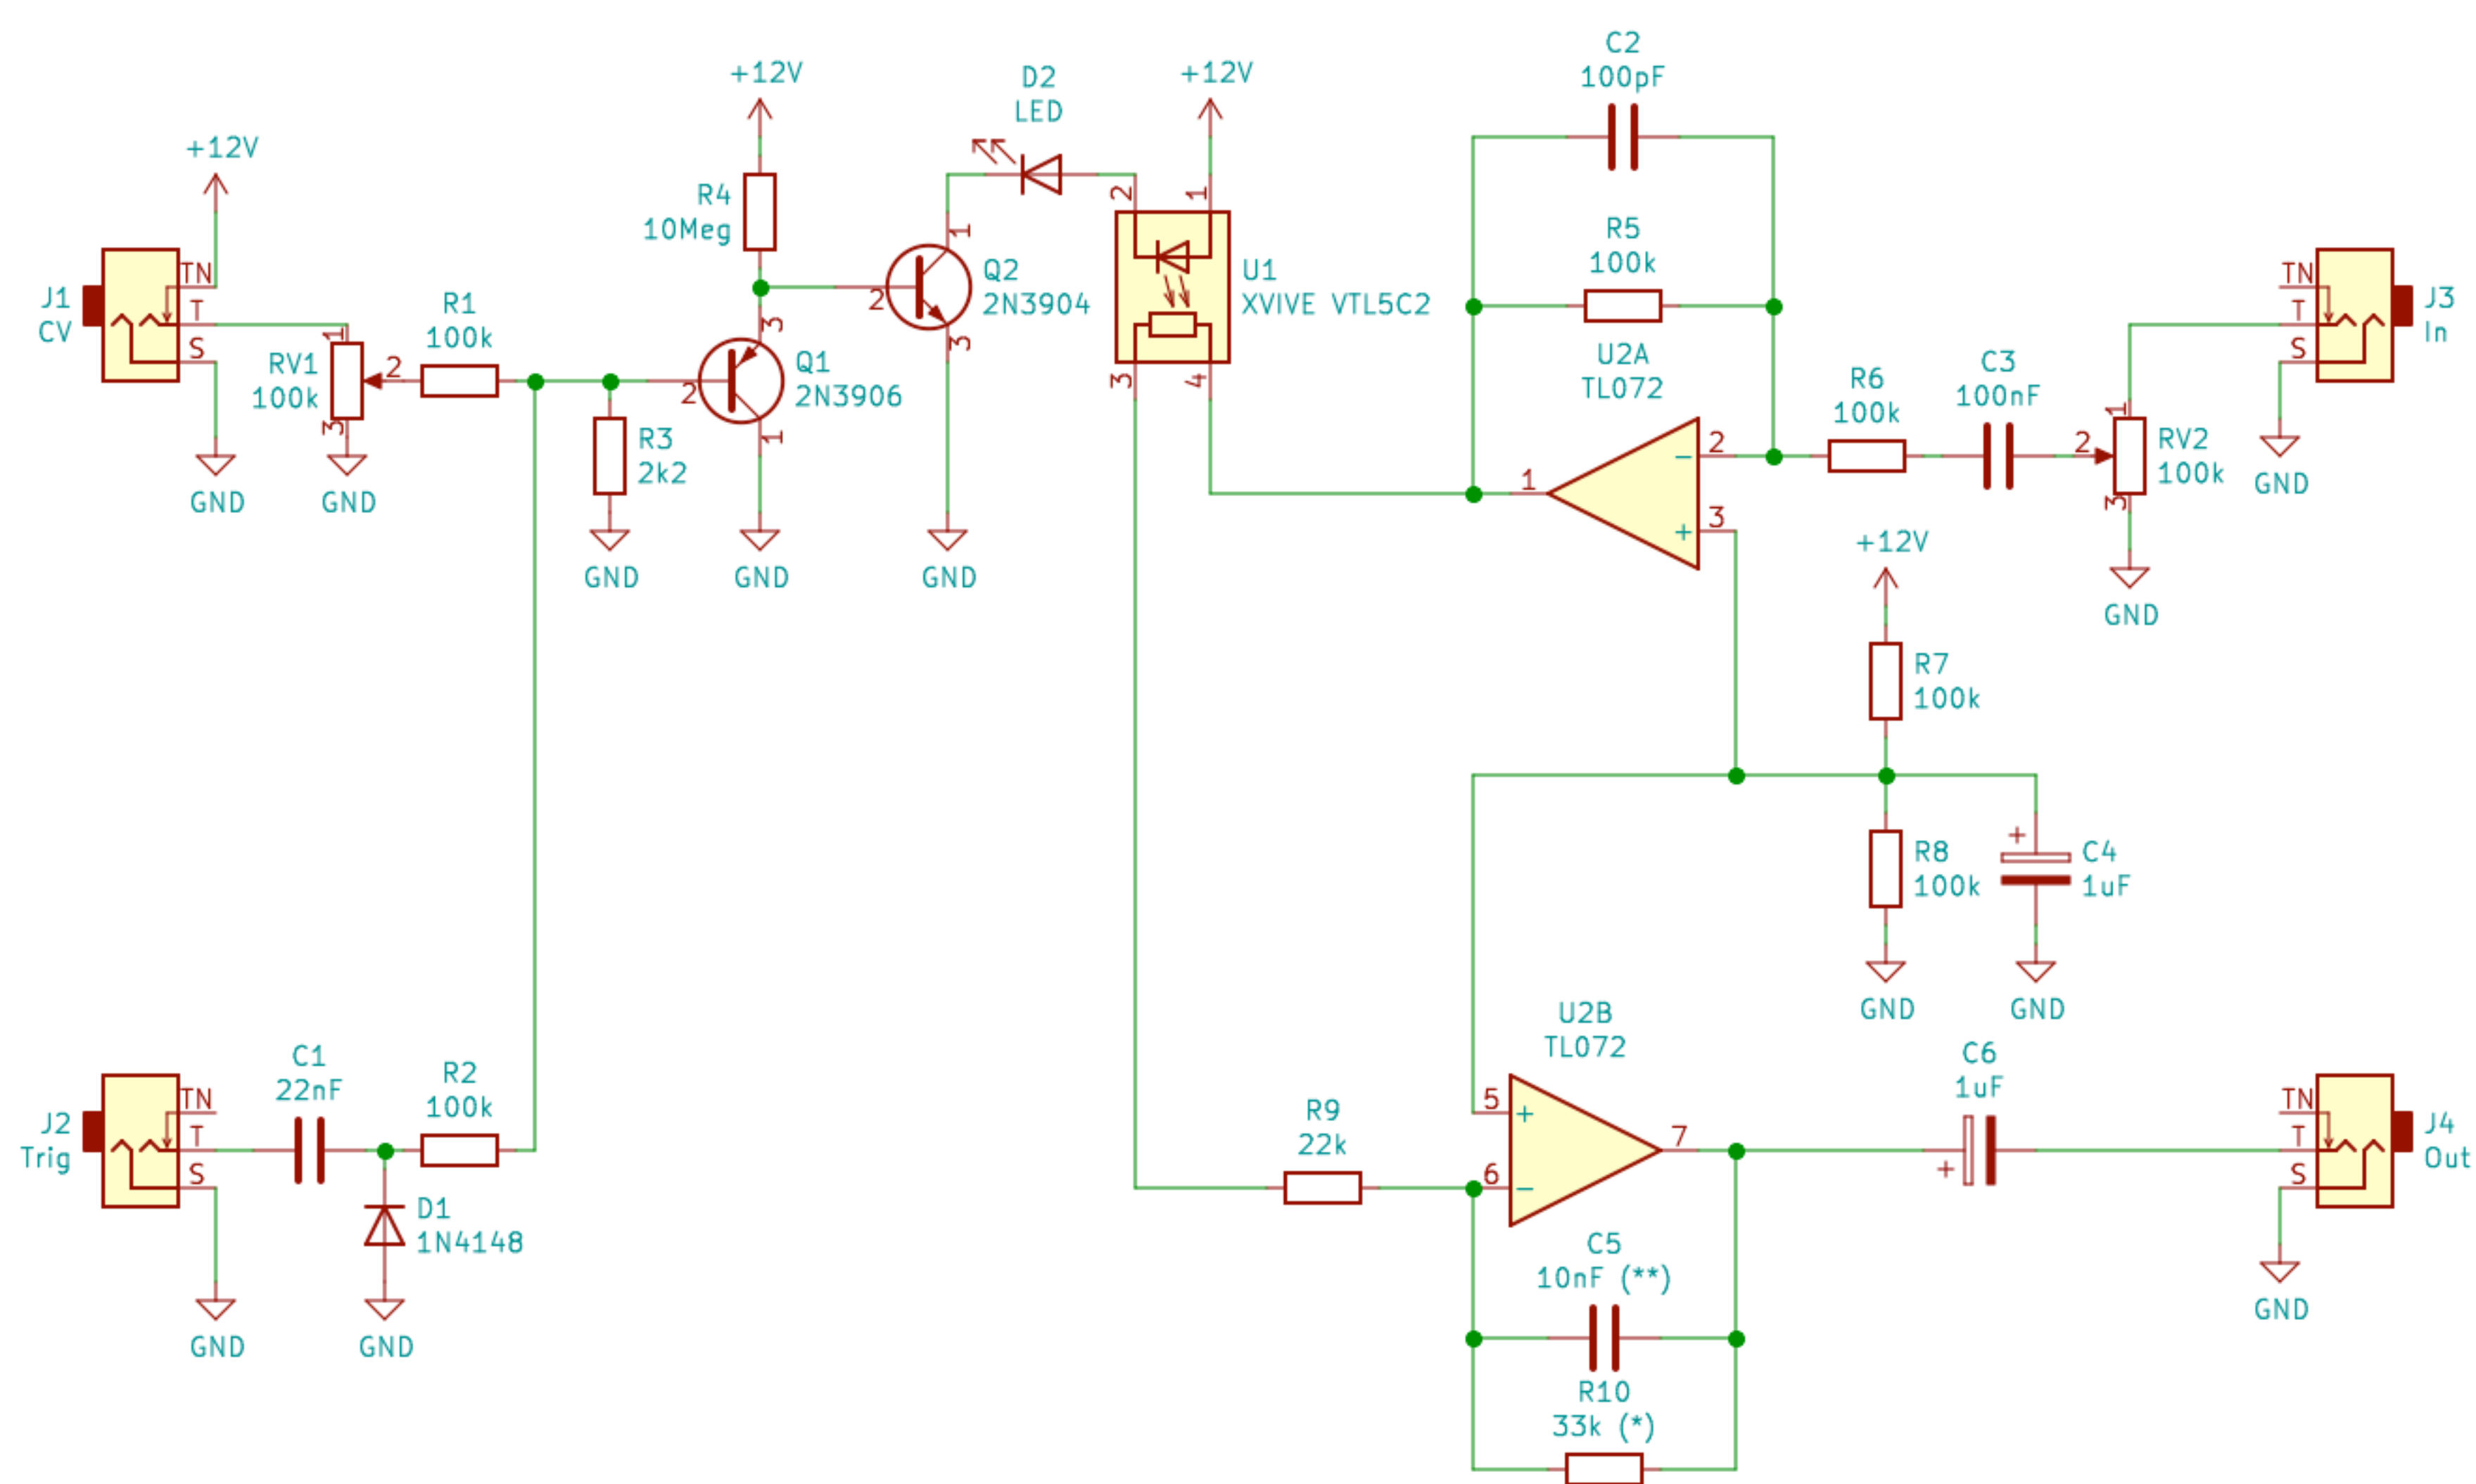 C2
100pF
+12V
D2
LED
+12V
+12V
R4
10Meg
2
1
1
R5
100k
TN
T
S
J1
CV
R1
100k
RV1
100k
1
2
3
2
3
Q2
2N3904
U1
XVIVE VTL5C2
TN
T
S
J3
In
3
2
1
Q1
2N3906
3
4
U2A
TL072
R6
100k
C3
100nF
R3
2k2
1
2
−
3
+
1
2
3
RV2
100k
GND
GND
GND
GND
GND
GND
+12V
GND
R7
100k
R8
100k
+
C4
1uF
GND
GND
U2B
TL072
C6
1uF
C1
22nF
R2
100k
TN
T
S
J2
Trig
R9
22k
5
+
6
−
7
+
TN
T
S
J4
Out
D1
1N4148
C5
10nF (**)
GND
GND
GND
R10
33k (*)